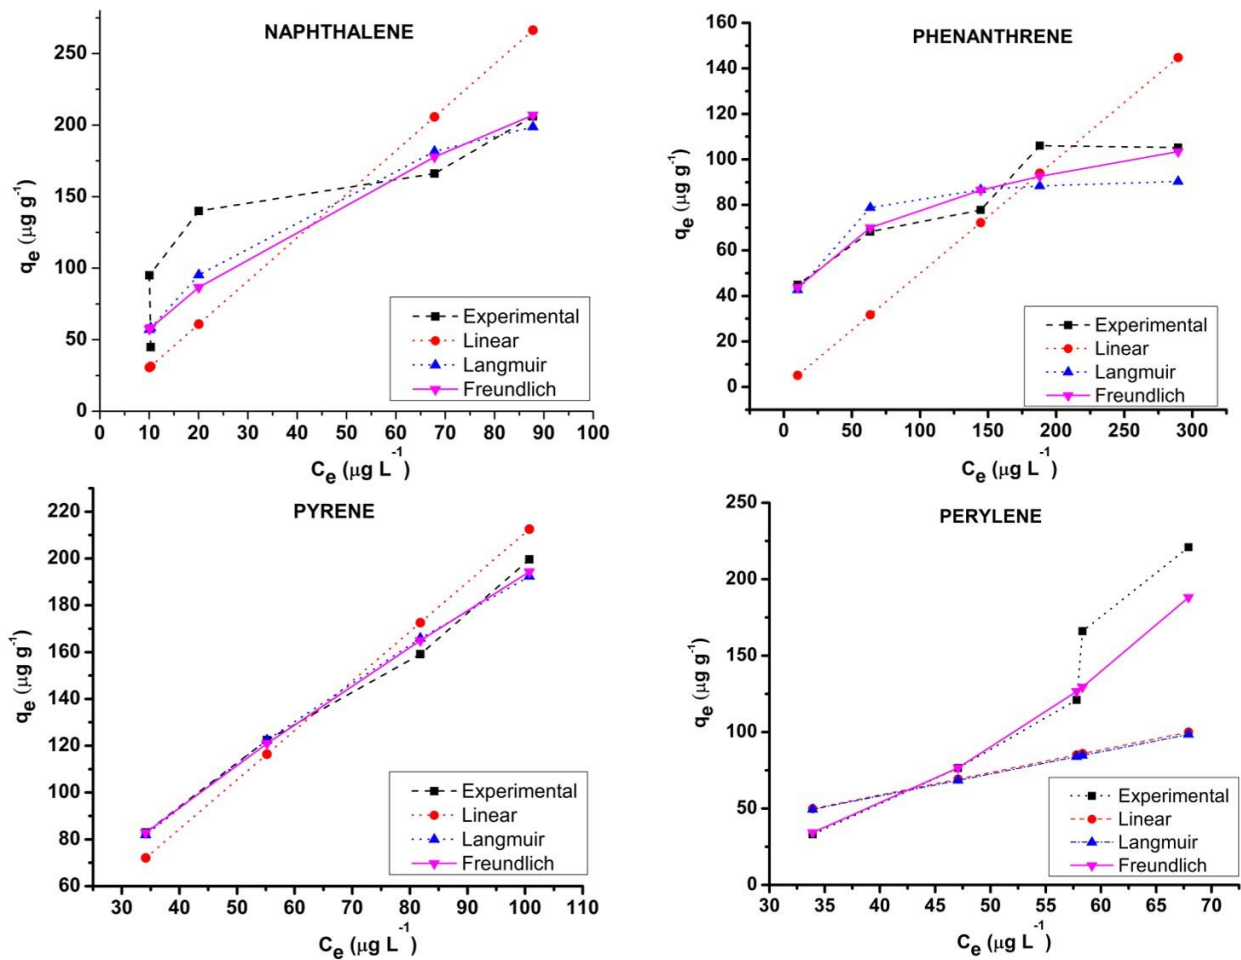 NAPHTHALENE
qe (μg g-1)
250
200
150
100
50
0
0 10 20 30 40 50 60 70 80 90 100
Ce (μg L-1)
Experimental
Linear
Langmuir
Freundlich
PHENANTHRENE
qe (μg g-1)
160
140
120
100
80
60
40
20
0
0 50 100 150 200 250 300
Ce (μg L-1)
Experimental
Linear
Langmuir
Freundlich
PYRENE
qe (μg g-1)
220
200
180
160
140
120
100
80
60
30 40 50 60 70 80 90 100 110
Ce (μg L-1)
Experimental
Linear
Langmuir
Freundlich
PERYLENE
qe (μg g-1)
250
200
150
100
50
0
30 35 40 45 50 55 60 65 70
Ce (μg L-1)
Experimental
Linear
Langmuir
Freundlich